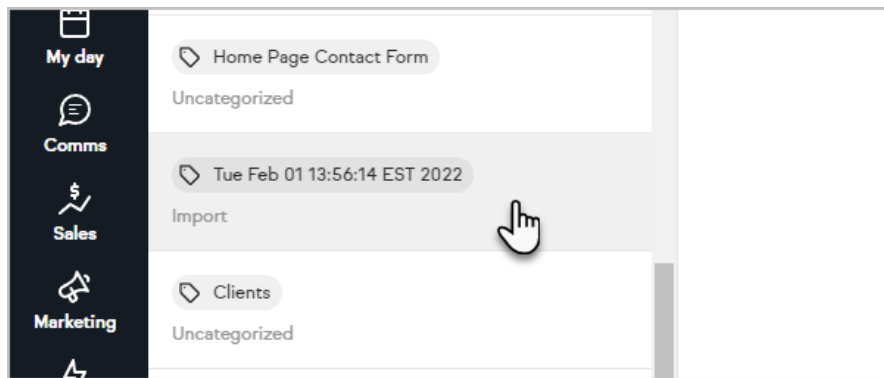 My day
Comms
Sales
Marketing
Home Page Contact Form
Uncategorized
Tue Feb 01 13:56:14 EST 2022
Import
Clients
Uncategorized